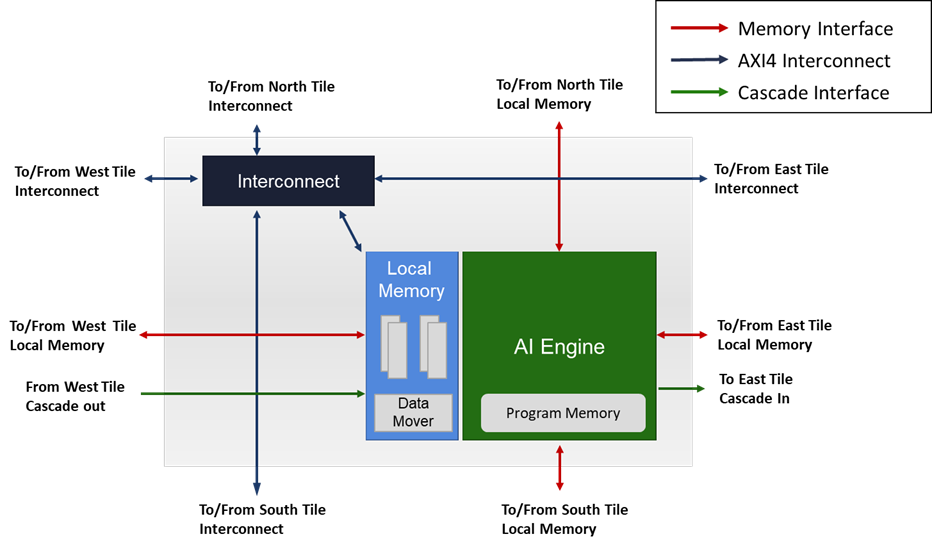 Memory Interface
AXI4 Interconnect
Cascade Interface
To/From North Tile
Interconnect
To/From North Tile
Local Memory
To/From West Tile
Interconnect
Interconnect
To/From East Tile
Interconnect
Local
Memory
AI Engine
To/From West Tile
Local Memory
To/From East Tile
Local Memory
From West Tile
Cascade out
To East Tile
Cascade In
Data
Mover
Program Memory
To/From South Tile
Interconnect
To/From South Tile
Local Memory